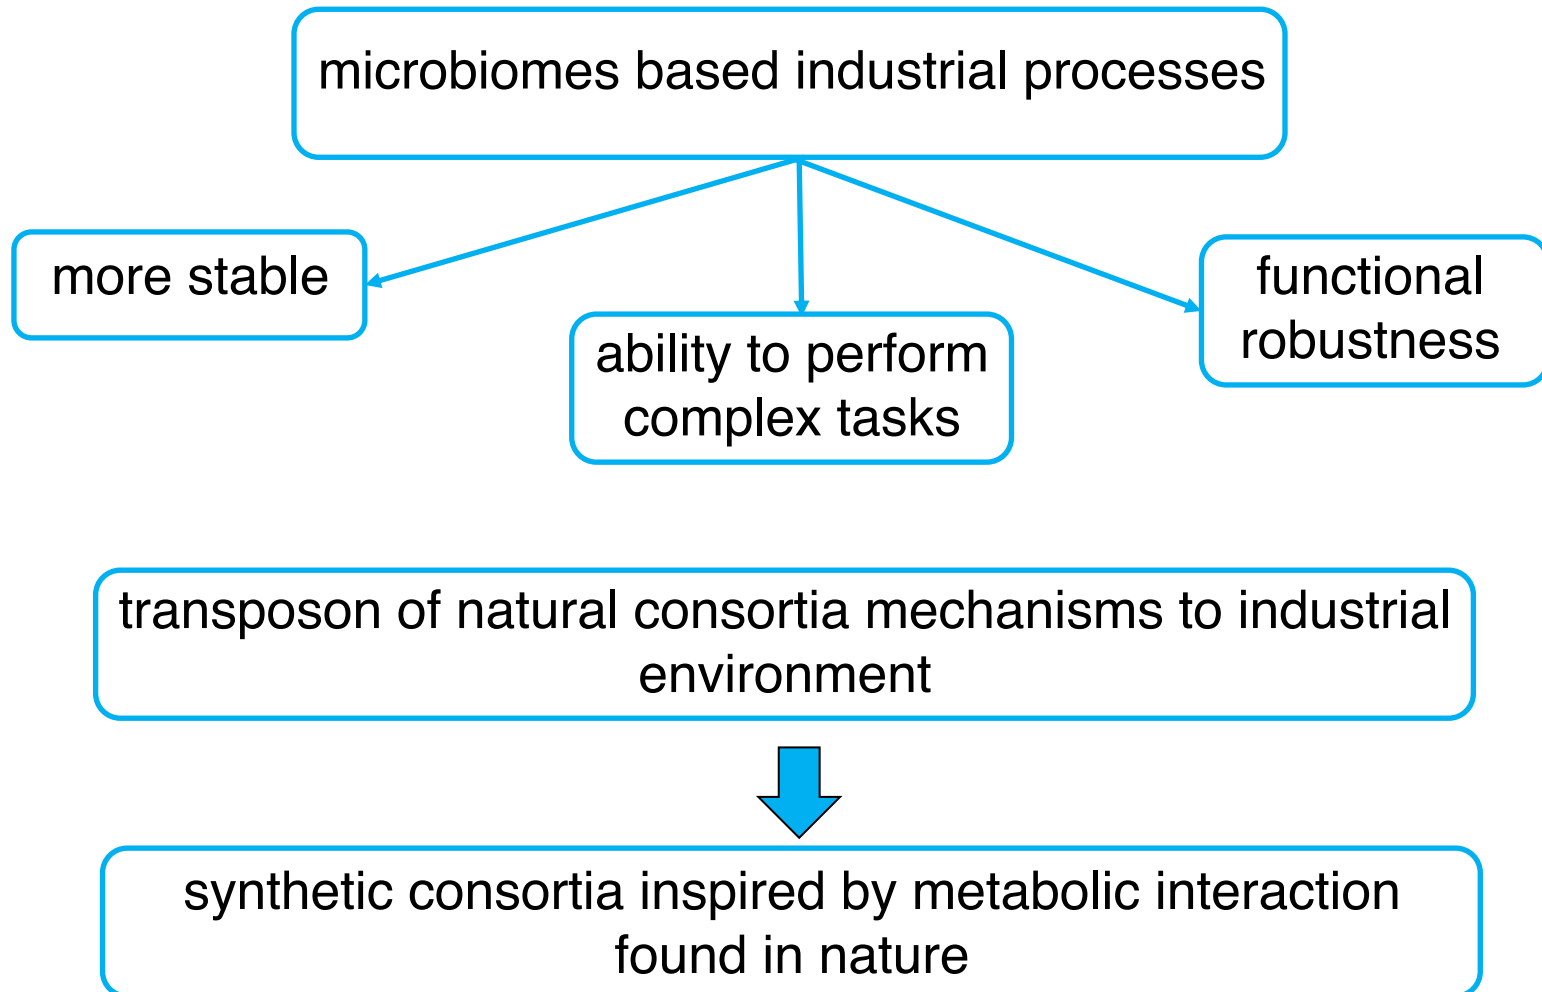 microbiomes based industrial processes
more stable
functional
robustness
ability to perform
complex tasks
transposon of natural consortia mechanisms to industrial
environment
synthetic consortia inspired by metabolic interaction
found in nature